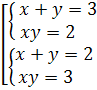 x + y = 3
xy = 2
x + y = 2
xy = 3